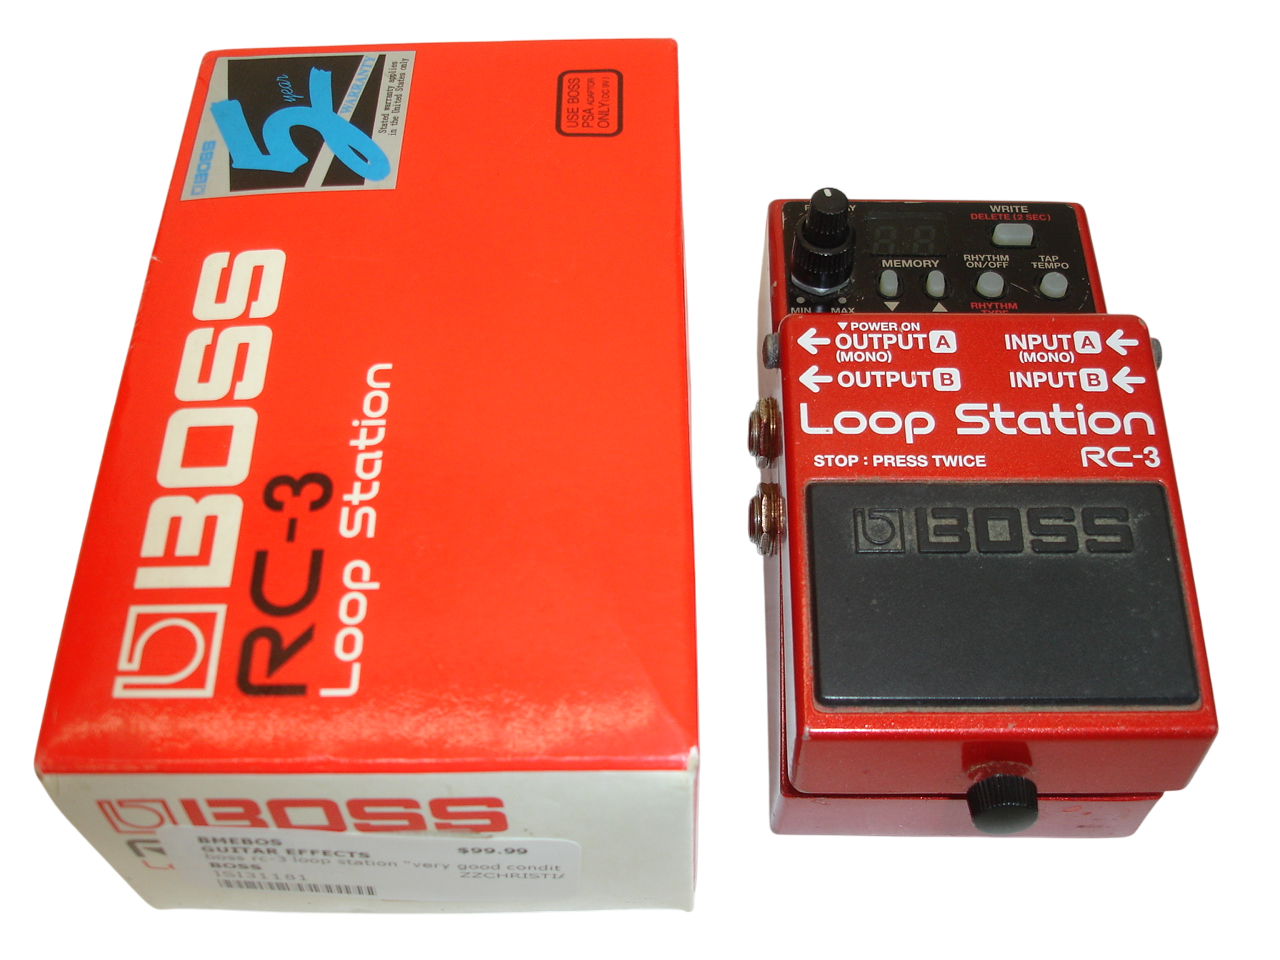 BOSS
5 year WARRANTY
Stated warranty applies
in the United States only
USE BOSS
PSA ADAPTOR
ONLY (DC 9V)
BOSS
RC-3
Loop Station
BOSS
BMEBOS
GUITAR EFFECTS $99.99
boss rc-3 loop station "very good condit
BOSS ZZCHRISTI
WRITE
DELETE (2 SEC)
MEMORY
RHYTHM
ON/OFF
TAP
TEMPO
MIN MAX
RHYTHM
▼ POWER ON
OUTPUT A
(MONO)
INPUT A
(MONO)
OUTPUT B
INPUT B
Loop Station
STOP : PRESS TWICE
RC-3
BOSS